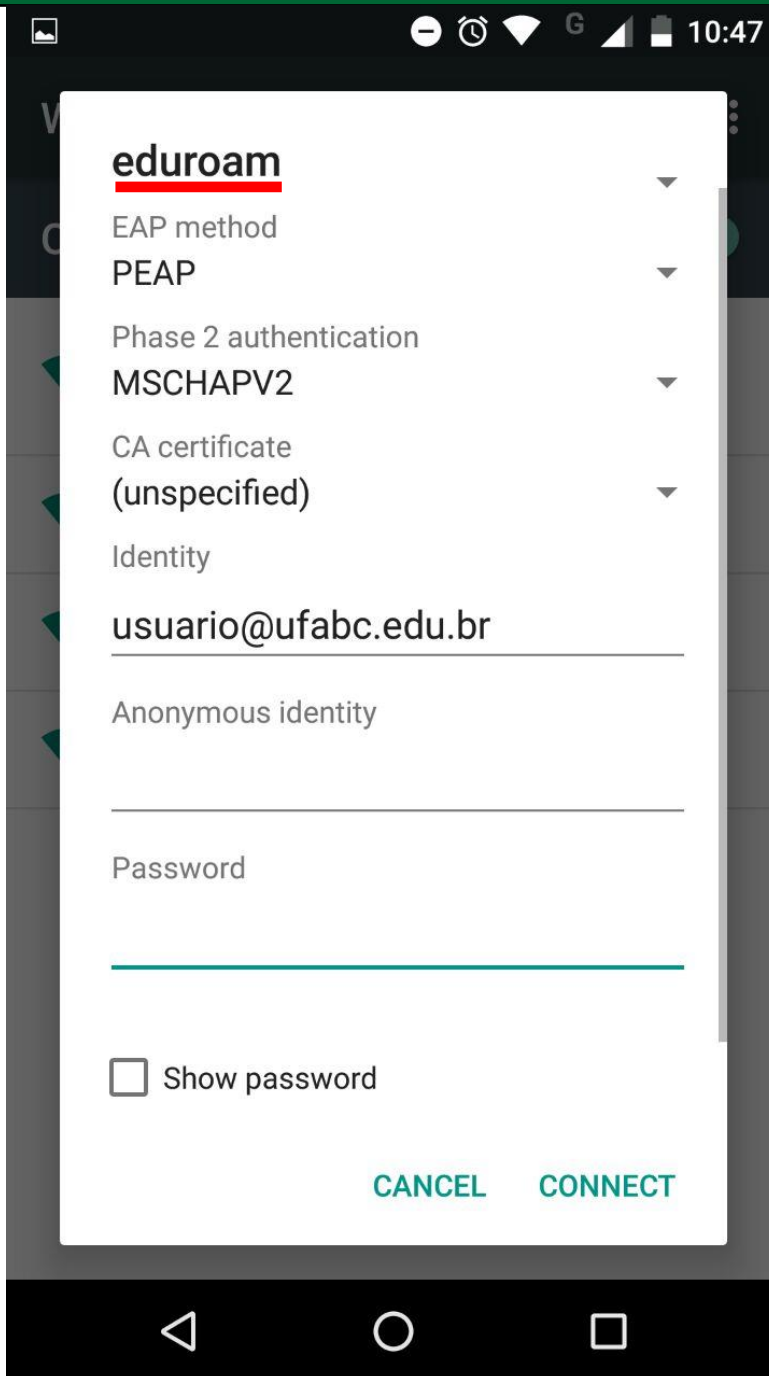 G 10:47
W
eduroam
EAP method
PEAP
Phase 2 authentication
MSCHAPV2
CA certificate
(unspecified)
Identity
usuario@ufabc.edu.br
Anonymous identity
Password
Show password
CANCEL CONNECT